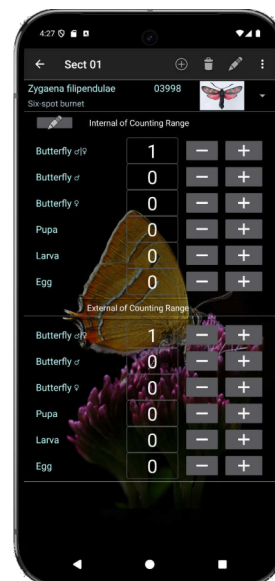 4:27
Sect 01
Zygaena filipendulae 03998
Six-spot burnet
Internal of Counting Range
Butterfly ♂|♀ 1 − +
Butterfly ♂ 0 − +
Butterfly ♀ 0 − +
Pupa 0 − +
Larva 0 − +
Egg 0 − +
External of Counting Range
Butterfly ♂|♀ 1 − +
Butterfly ♂ 0 − +
Butterfly ♀ 0 − +
Pupa 0 − +
Larva 0 − +
Egg 0 − +